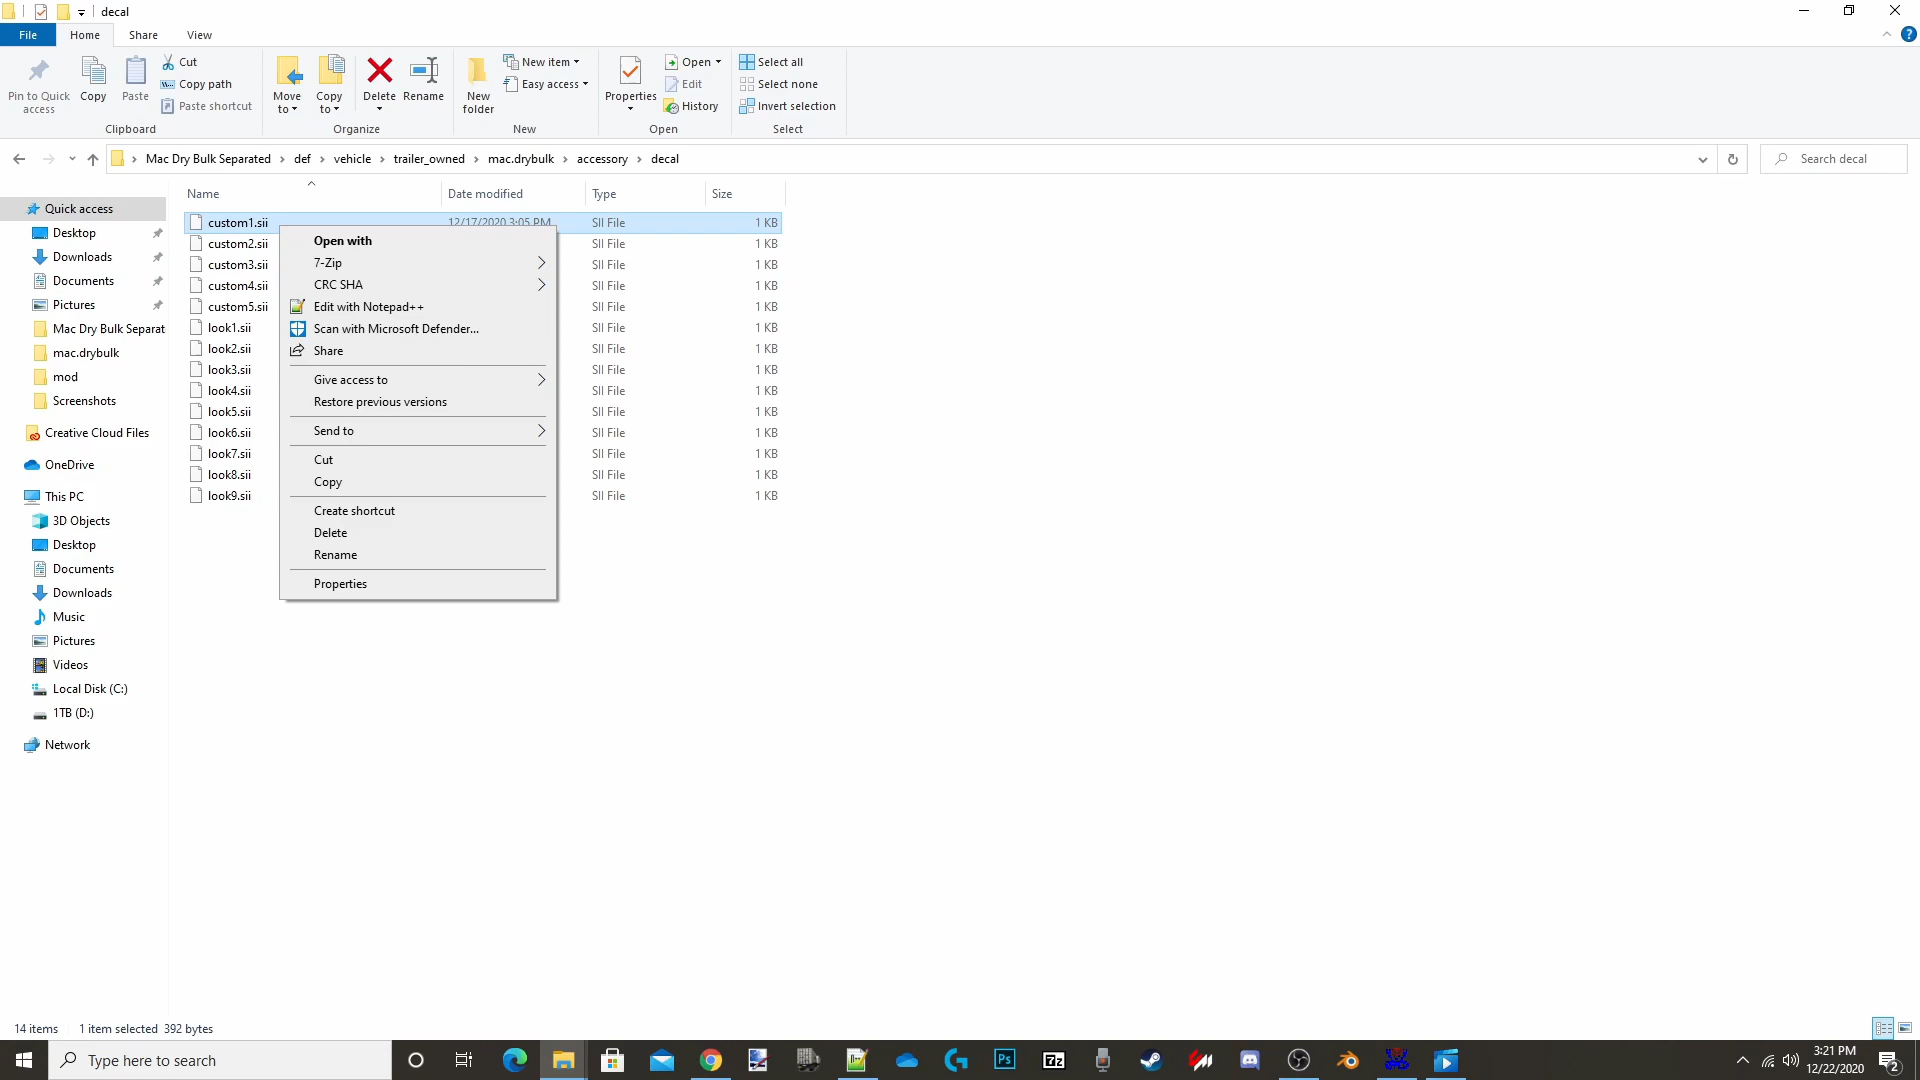 decal
File Home Share View
Pin to Quick access
Copy
Paste
Cut
Copy path
Paste shortcut
Clipboard
Move to
Copy to
Delete
Rename
Organize
New folder
New item
Easy access
New
Properties
Open
Edit
History
Open
Select all
Select none
Invert selection
Select
Mac Dry Bulk Separated › def › vehicle › trailer_owned › mac.drybulk › accessory › decal
Search decal
Name Date modified Type Size
custom1.sii 12/17/2020 3:05 PM SII File 1 KB
custom2.sii SII File 1 KB
custom3.sii SII File 1 KB
custom4.sii SII File 1 KB
custom5.sii SII File 1 KB
look1.sii SII File 1 KB
look2.sii SII File 1 KB
look3.sii SII File 1 KB
look4.sii SII File 1 KB
look5.sii SII File 1 KB
look6.sii SII File 1 KB
look7.sii SII File 1 KB
look8.sii SII File 1 KB
look9.sii SII File 1 KB
Open with
7-Zip
CRC SHA
Edit with Notepad++
Scan with Microsoft Defender...
Share
Give access to
Restore previous versions
Send to
Cut
Copy
Create shortcut
Delete
Rename
Properties
Quick access
Desktop
Downloads
Documents
Pictures
Mac Dry Bulk Separat
mac.drybulk
mod
Screenshots
Creative Cloud Files
OneDrive
This PC
3D Objects
Desktop
Documents
Downloads
Music
Pictures
Videos
Local Disk (C:)
1TB (D:)
Network
14 items 1 item selected 392 bytes
Type here to search
Ps
7z
3:21 PM
12/22/2020
2